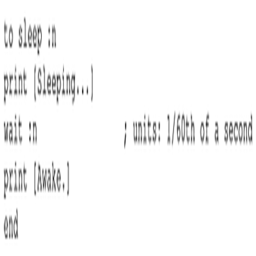 to sleep :n
print [Sleeping...]
wait :n ; units: 1/60th of a second
print [Awake.]
end